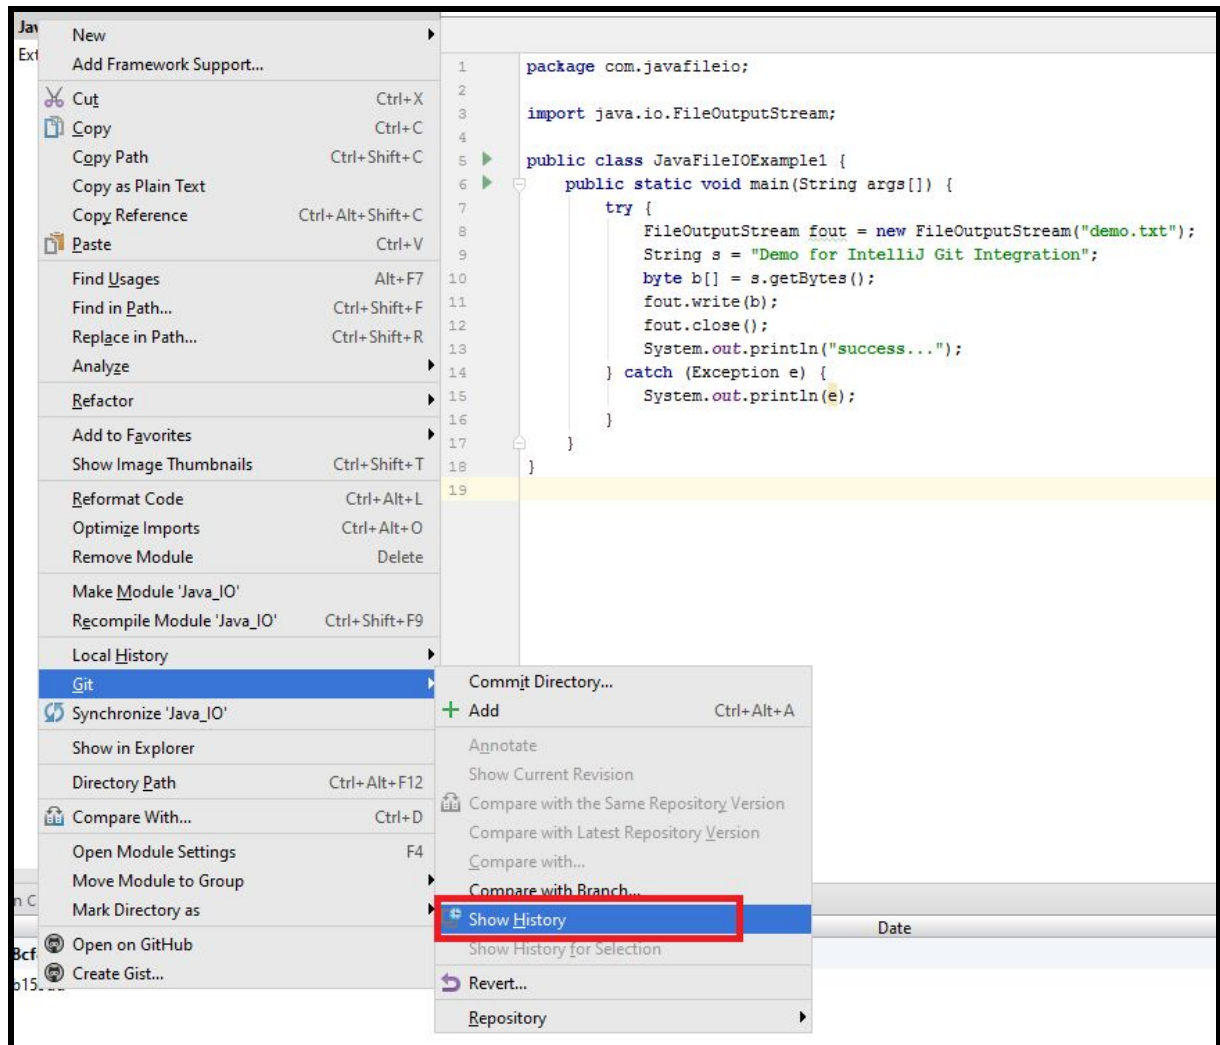 Jav
Ext
New
Add Framework Support...
Cut Ctrl+X
Copy Ctrl+C
Copy Path Ctrl+Shift+C
Copy as Plain Text
Copy Reference Ctrl+Alt+Shift+C
Paste Ctrl+V
Find Usages Alt+F7
Find in Path... Ctrl+Shift+F
Replace in Path... Ctrl+Shift+R
Analyze
Refactor
Add to Favorites
Show Image Thumbnails Ctrl+Shift+T
Reformat Code Ctrl+Alt+L
Optimize Imports Ctrl+Alt+O
Remove Module Delete
Make Module 'Java_IO'
Recompile Module 'Java_IO' Ctrl+Shift+F9
Local History
Git
Synchronize 'Java_IO'
Show in Explorer
Directory Path Ctrl+Alt+F12
Compare With... Ctrl+D
Open Module Settings F4
Move Module to Group
Mark Directory as
Open on GitHub
Create Gist...
1 package com.javafileio;
2
3 import java.io.FileOutputStream;
4
5 public class JavaFileIOExample1 {
6 public static void main(String args[]) {
7 try {
8 FileOutputStream fout = new FileOutputStream("demo.txt");
9 String s = "Demo for IntelliJ Git Integration";
10 byte b[] = s.getBytes();
11 fout.write(b);
12 fout.close();
13 System.out.println("success...");
14 } catch (Exception e) {
15 System.out.println(e);
16 }
17 }
18 }
19
Commit Directory...
Add Ctrl+Alt+A
Annotate
Show Current Revision
Compare with the Same Repository Version
Compare with Latest Repository Version
Compare with...
Compare with Branch...
Show History
Show History for Selection
Revert...
Repository
n C
Date
8cf